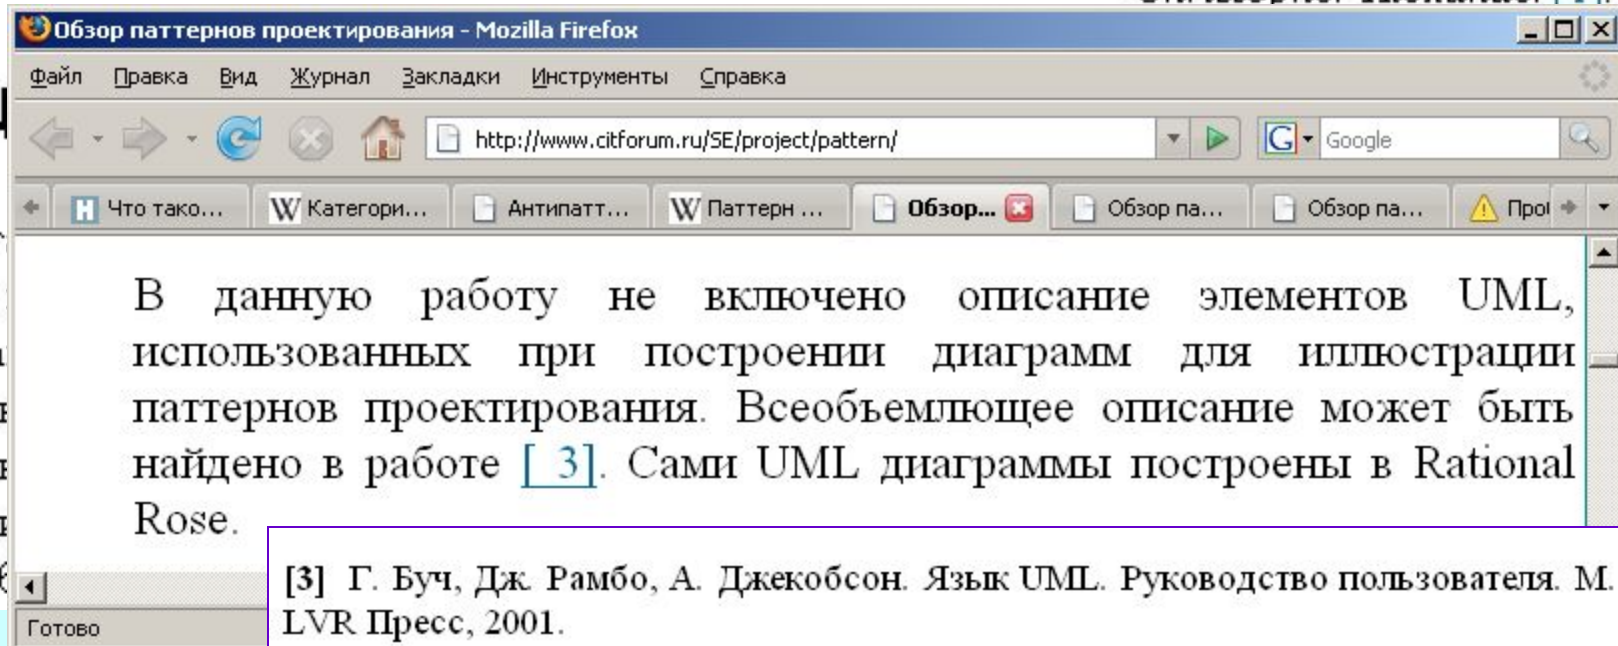 Обзор паттернов проектирования - Mozilla Firefox
Файл Правка Вид Журнал Закладки Инструменты Справка
http://www.citforum.ru/SE/project/pattern/ Google
Что тако... Категори... Антипатт... Паттерн ... Обзор... Обзор па... Обзор па... Про
В данную работу не включено описание элементов UML,
использованных при построении диаграмм для иллюстрации
паттернов проектирования. Всеобъемлющее описание может быть
найдено в работе [ 3]. Сами UML диаграммы построены в Rational
Rose.
[3] Г. Буч, Дж. Рамбо, А. Джекобсон. Язык UML. Руководство пользователя. М.
LVR Пресс, 2001.
Готово